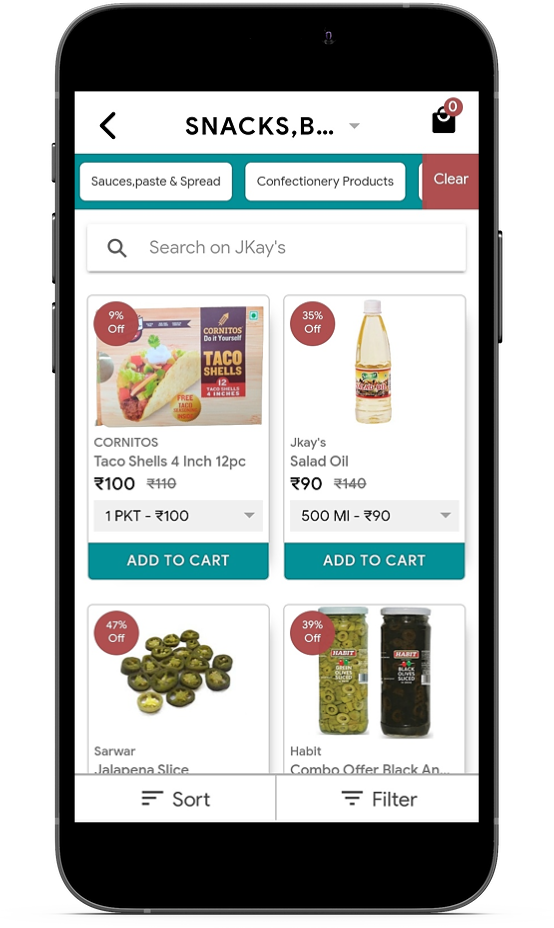 SNACKS,B...
0
Sauces,paste & Spread
Confectionery Products
Clear
Search on JKay's
9%
Off
CORNITOS
Do it Yourself
TACO
SHELLS
12
TACO SHELLS
4 INCHES
FREE
TACO
CORNITOS
Taco Shells 4 Inch 12pc
₹100 ₹110
1 PKT - ₹100
ADD TO CART
35%
Off
Jkay's
Salad Oil
₹90 ₹140
500 Ml - ₹90
ADD TO CART
47%
Off
Sarwar
Jalapena Slice
39%
Off
HABIT
GREEN
OLIVES
SLICED
HABIT
BLACK
OLIVES
SLICED
Habit
Combo Offer Black An...
Sort
Filter